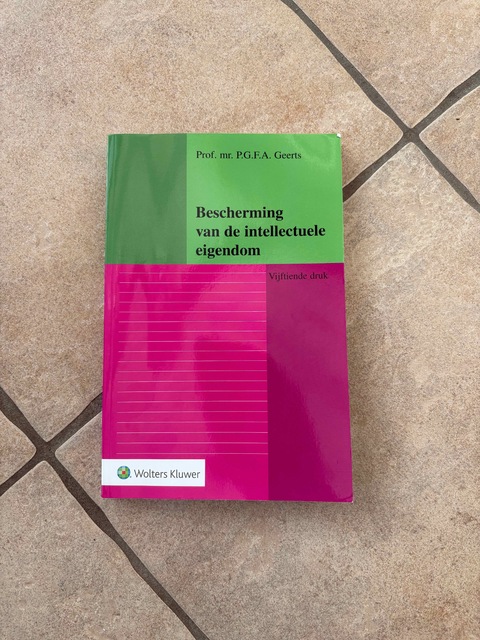 Prof. mr. P.G.F.A. Geerts
Bescherming
van de intellectuele
eigendom
Vijftiende druk
Wolters Kluwer